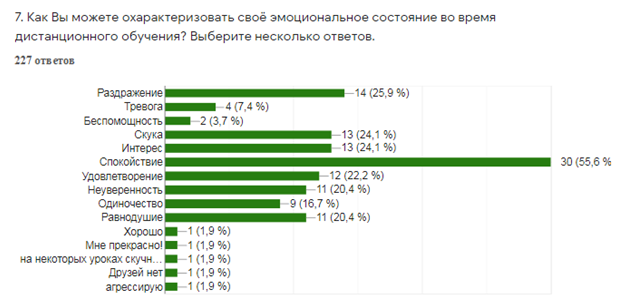 7. Как Вы можете охарактеризовать своё эмоциональное состояние во время
дистанционного обучения? Выберите несколько ответов.
227 ответов
Раздражение 14 (25,9 %)
Тревога 4 (7,4 %)
Беспомощность 2 (3,7 %)
Скука 13 (24,1 %)
Интерес 13 (24,1 %)
Спокойствие 30 (55,6 %
Удовлетворение 12 (22,2 %)
Неуверенность 11 (20,4 %)
Одиночество 9 (16,7 %)
Равнодушие 11 (20,4 %)
Хорошо 1 (1,9 %)
Мне прекрасно! 1 (1,9 %)
на некоторых уроках скучн... 1 (1,9 %)
Друзей нет 1 (1,9 %)
агрессирую 1 (1,9 %)